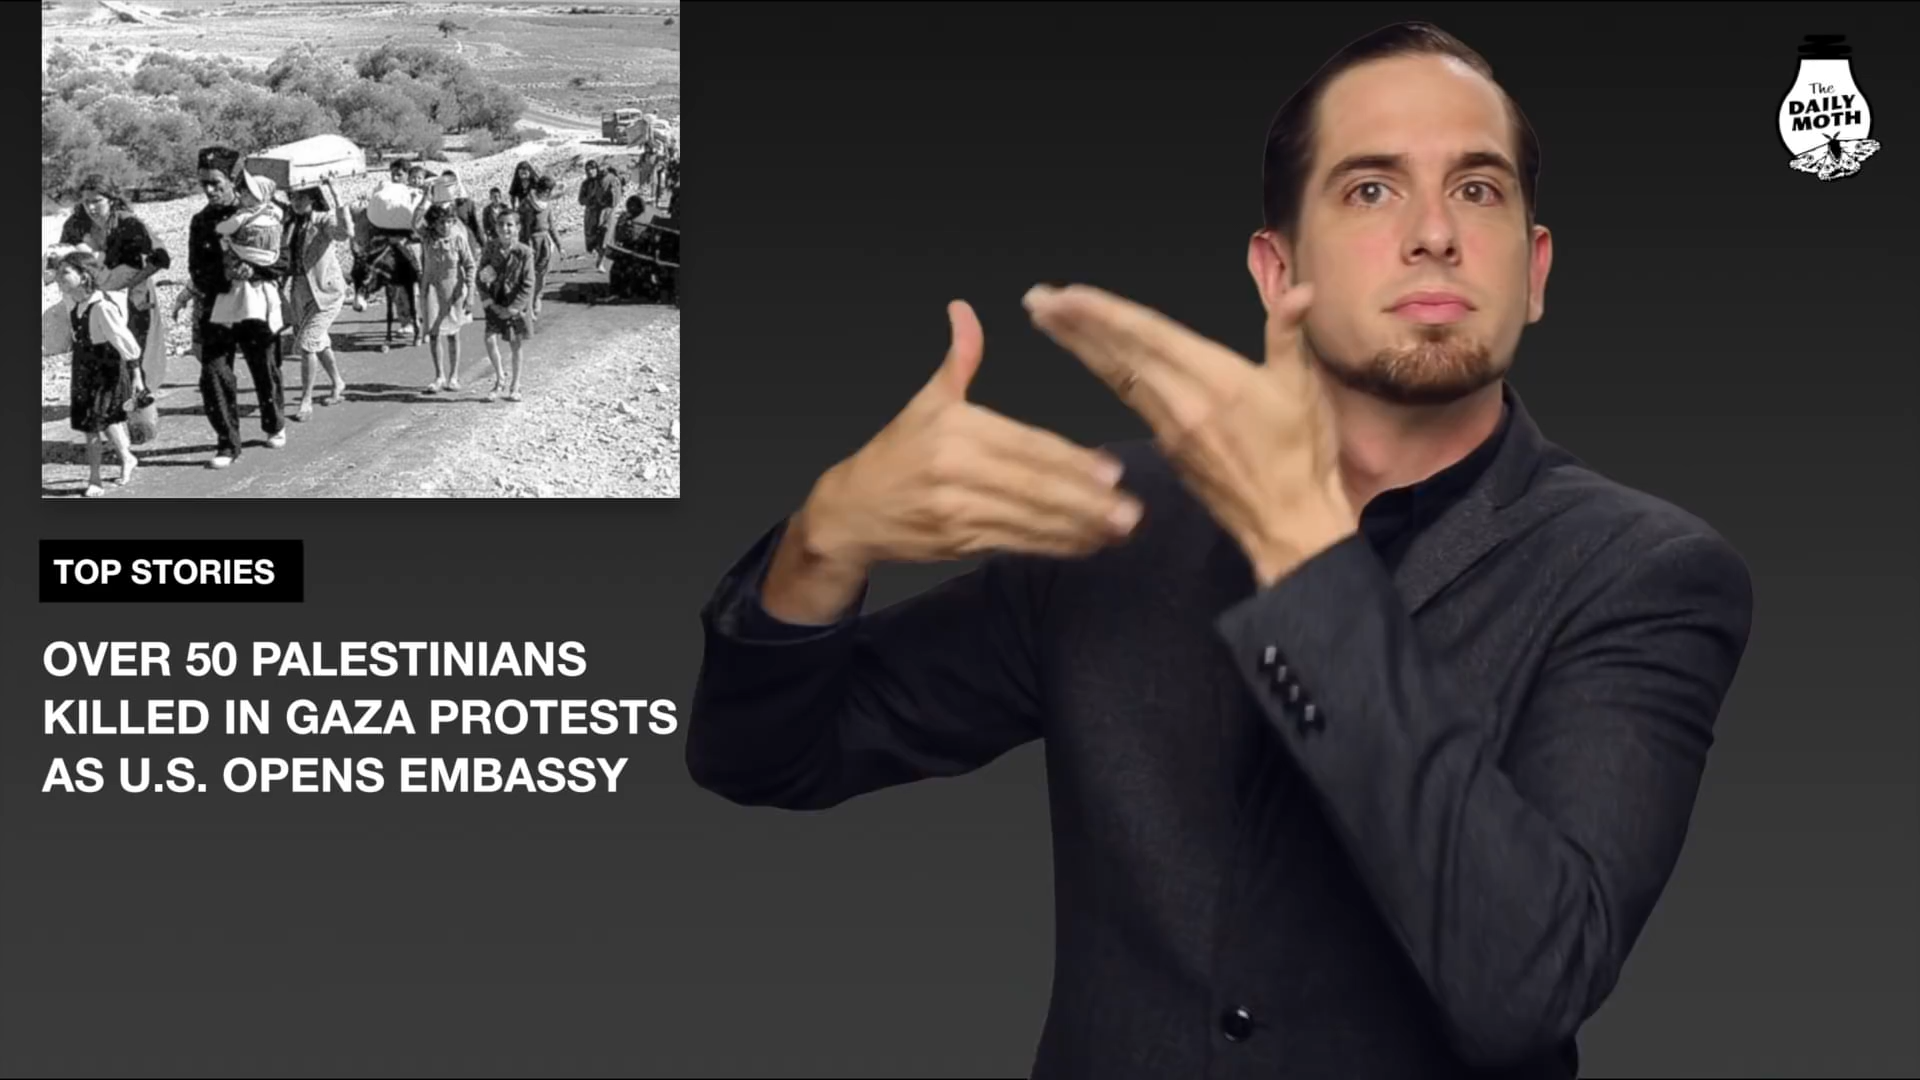 The
DAILY
MOTH
TOP STORIES
OVER 50 PALESTINIANS
KILLED IN GAZA PROTESTS
AS U.S. OPENS EMBASSY